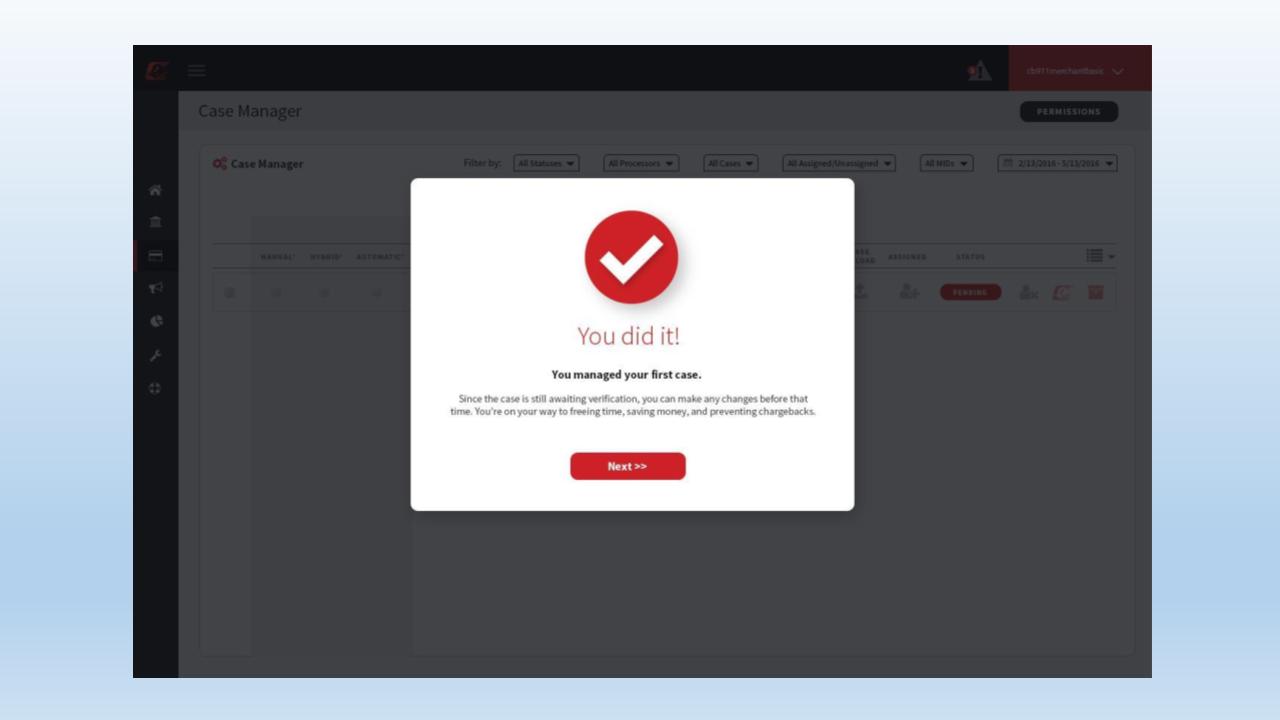 cb911merchantbasic
Case Manager
PERMISSIONS
Case Manager
Filter by: All Statuses All Processors All Cases All Assigned/Unassigned All MIDs 2/13/2016 - 5/13/2016
MANUAL HYBRID AUTOMATIC ASSIGNED STATUS
PENDING
You did it!
You managed your first case.
Since the case is still awaiting verification, you can make any changes before that
time. You're on your way to freeing time, saving money, and preventing chargebacks.
Next >>